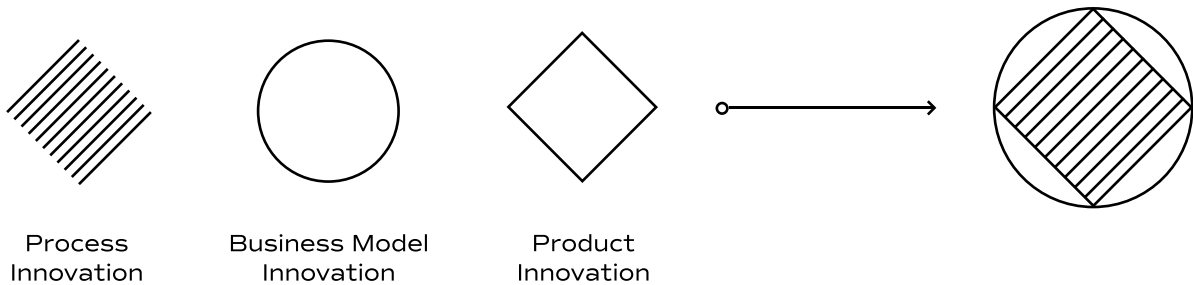 Process
Innovation
Business Model
Innovation
Product
Innovation